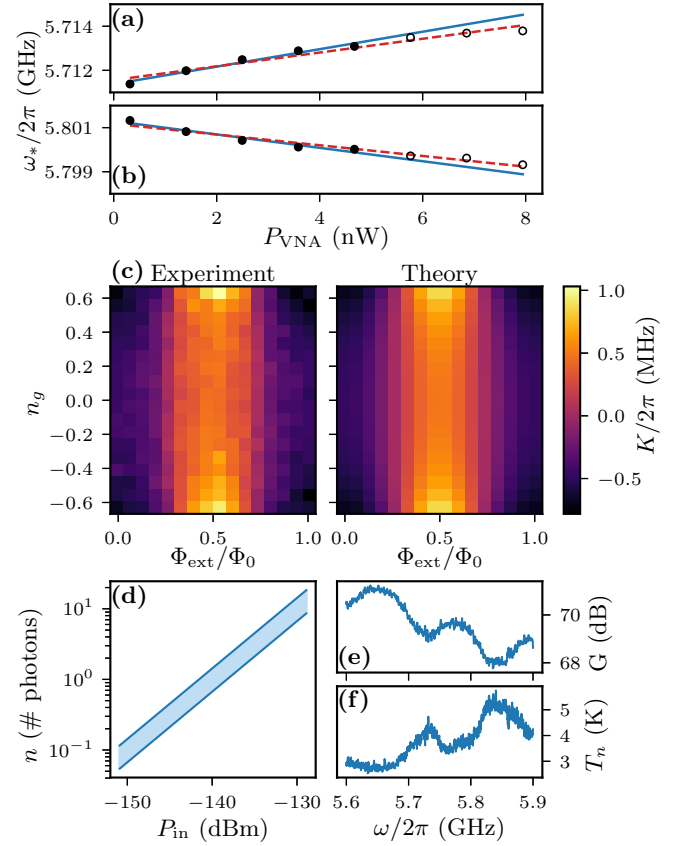 (a)
5.714
5.712
(b)
5.801
5.799
ω*/2π (GHz)
0 2 4 6 8
P_VNA (nW)
(c) Experiment Theory
0.6
0.4
0.2
0.0
−0.2
−0.4
−0.6
n_g
0.0 0.5 1.0 0.0 0.5 1.0
Φ_ext/Φ_0 Φ_ext/Φ_0
1.0
0.5
0.0
−0.5
K/2π (MHz)
(d)
10^1
10^0
10^−1
n (# photons)
−150 −140 −130
P_in (dBm)
(e)
70
68
G (dB)
(f)
5
4
3
T_n (K)
5.6 5.7 5.8 5.9
ω/2π (GHz)